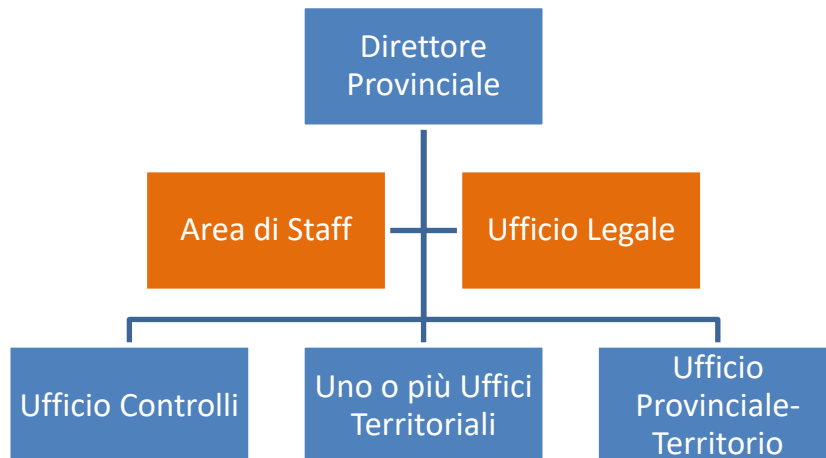 Direttore
Provinciale
Area di Staff
Ufficio Legale
Ufficio Controlli
Uno o più Uffici
Territoriali
Ufficio
Provinciale-
Territorio